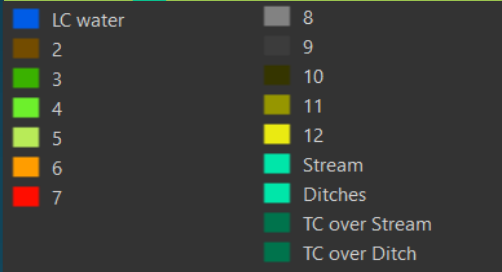 LC water
2
3
4
5
6
7
8
9
10
11
12
Stream
Ditches
TC over Stream
TC over Ditch